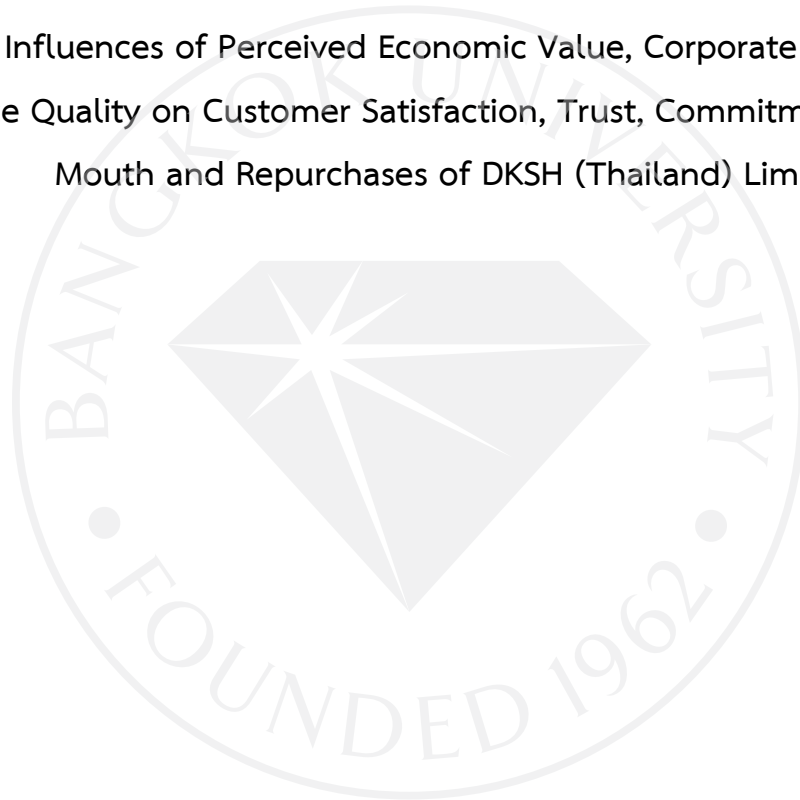 Influences of Perceived Economic Value, Corporate
e Quality on Customer Satisfaction, Trust, Commitm
Mouth and Repurchases of DKSH (Thailand) Lim
BANGKOK UNIVERSITY
FOUNDED 1962